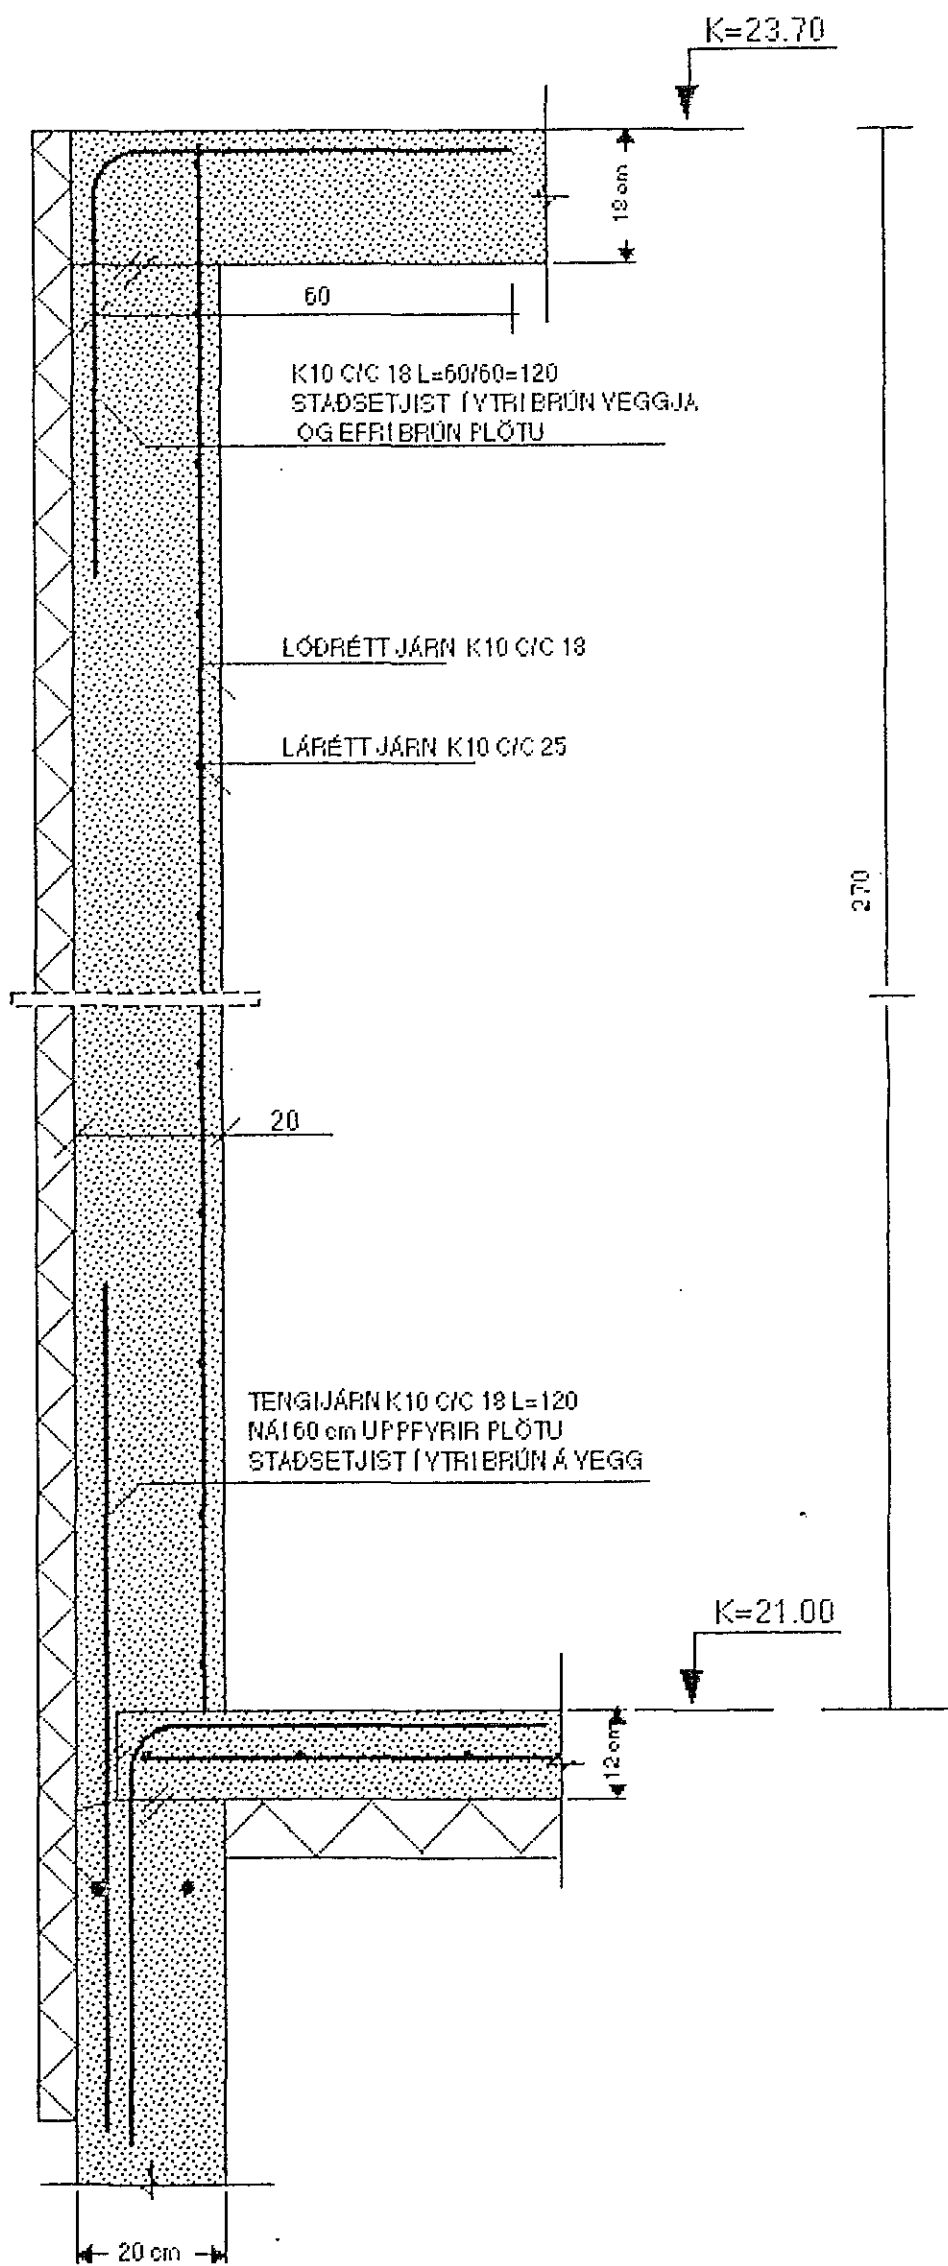 K=23.70
18 cm
60
K10 C/C 18 L=60/60=120
STAÐSETJIST Í YTRI BRÚN VEGGJA
OG EFRI BRÚN PLÖTU
LÓÐRÉTT JÁRN K10 C/C 18
LÁRÉTT JÁRN K10 C/C 25
270
20
TENGIJÁRN K10 C/C 18 L=120
NÁI 60 cm UPPFYRIR PLÖTU
STAÐSETJIST Í YTRI BRÚN Á VEGG
K=21.00
12 cm
20 cm